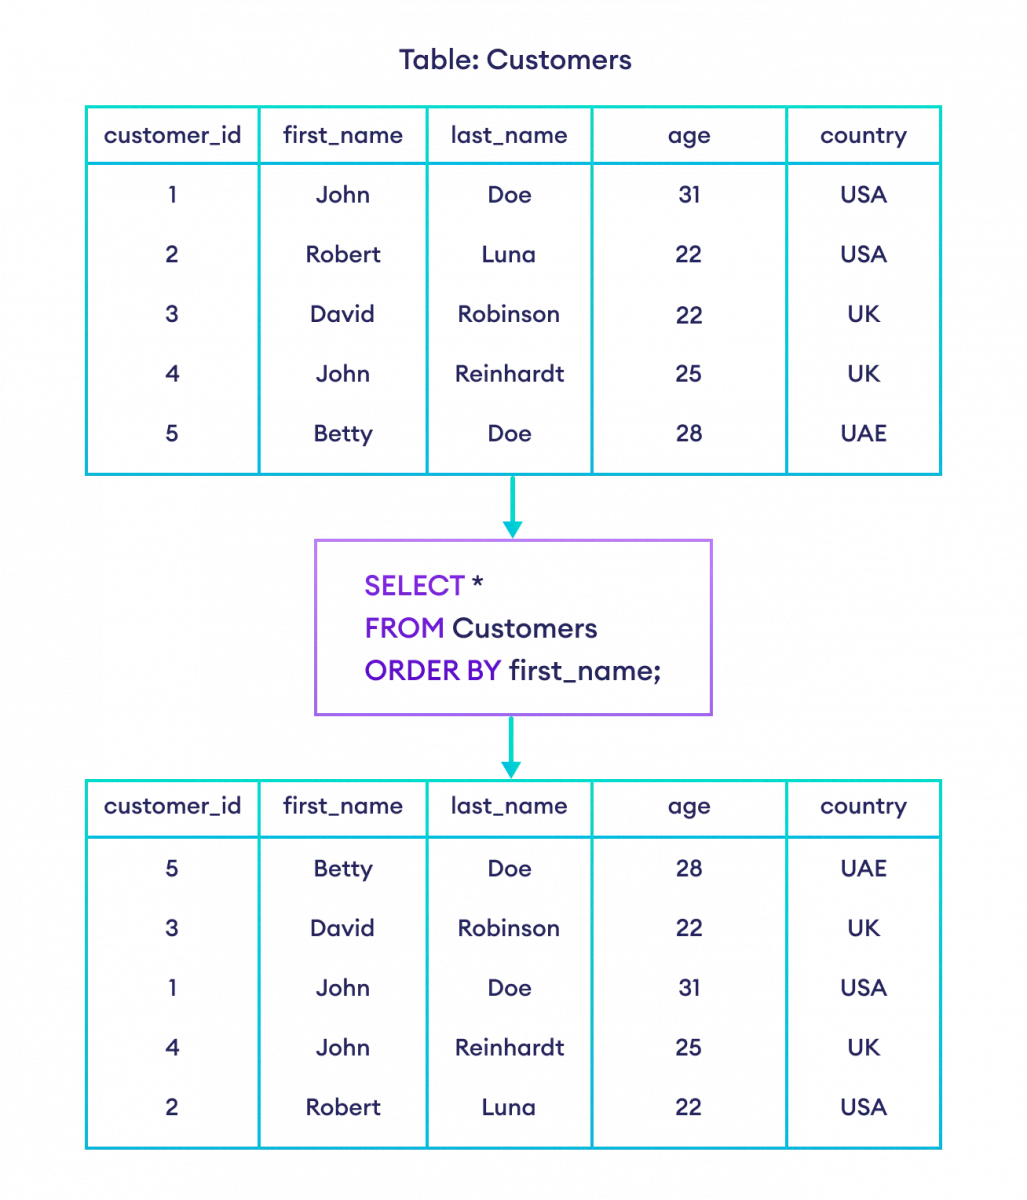 Table: Customers
customer_id first_name last_name age country
1 John Doe 31 USA
2 Robert Luna 22 USA
3 David Robinson 22 UK
4 John Reinhardt 25 UK
5 Betty Doe 28 UAE
SELECT *
FROM Customers
ORDER BY first_name;
customer_id first_name last_name age country
5 Betty Doe 28 UAE
3 David Robinson 22 UK
1 John Doe 31 USA
4 John Reinhardt 25 UK
2 Robert Luna 22 USA